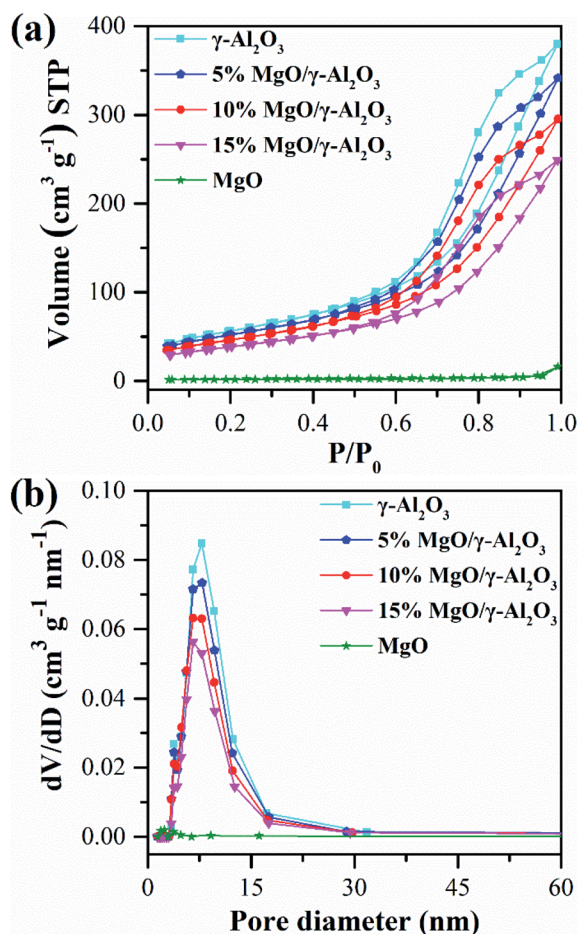 (a)
γ-Al₂O₃
5% MgO/γ-Al₂O₃
10% MgO/γ-Al₂O₃
15% MgO/γ-Al₂O₃
MgO
Volume (cm³ g⁻¹) STP
400
300
200
100
0
0.0 0.2 0.4 0.6 0.8 1.0
P/P₀
(b)
γ-Al₂O₃
5% MgO/γ-Al₂O₃
10% MgO/γ-Al₂O₃
15% MgO/γ-Al₂O₃
MgO
dV/dD (cm³ g⁻¹ nm⁻¹)
0.10
0.08
0.06
0.04
0.02
0.00
0 15 30 45 60
Pore diameter (nm)